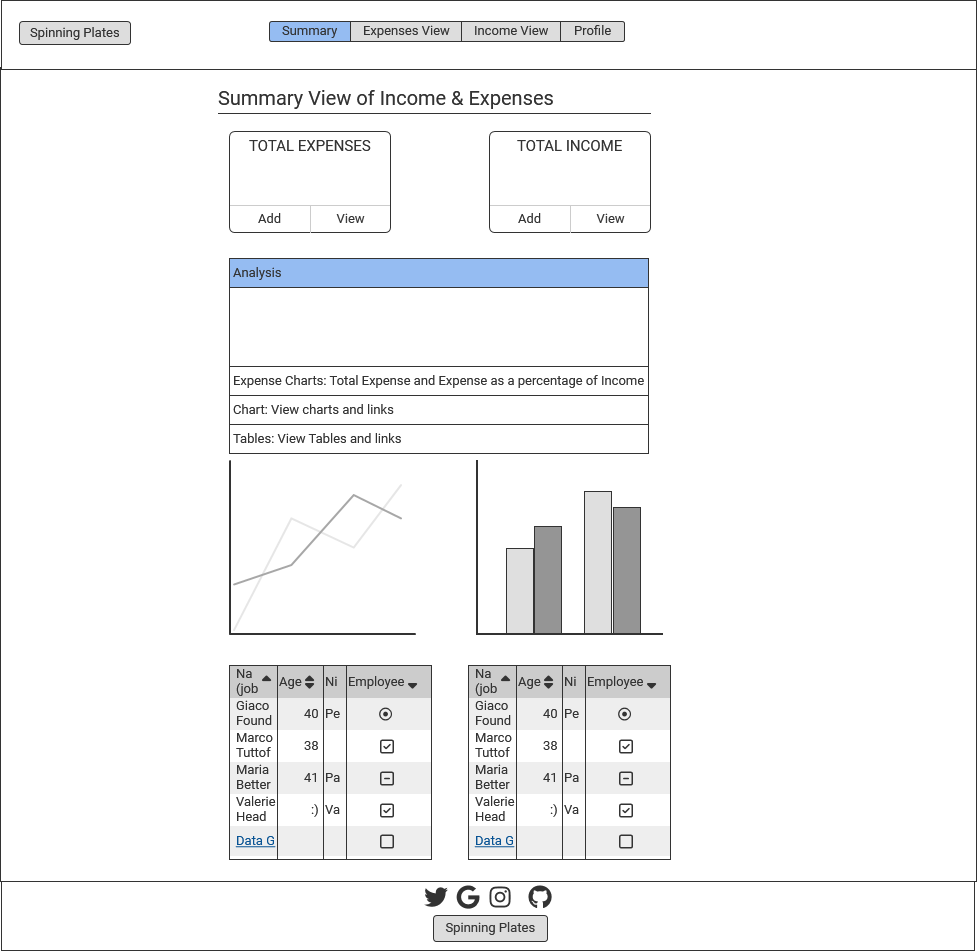 Spinning Plates
Summary Expenses View Income View Profile
Summary View of Income & Expenses
TOTAL EXPENSES
Add View
TOTAL INCOME
Add View
Analysis
Expense Charts: Total Expense and Expense as a percentage of Income
Chart: View charts and links
Tables: View Tables and links
Na
(job
Age Ni Employee
Giaco
Found
40 Pe
Marco
Tuttof
38
Maria
Better
41 Pa
Valerie
Head
:) Va
Data G
Na
(job
Age Ni Employee
Giaco
Found
40 Pe
Marco
Tuttof
38
Maria
Better
41 Pa
Valerie
Head
:) Va
Data G
Spinning Plates